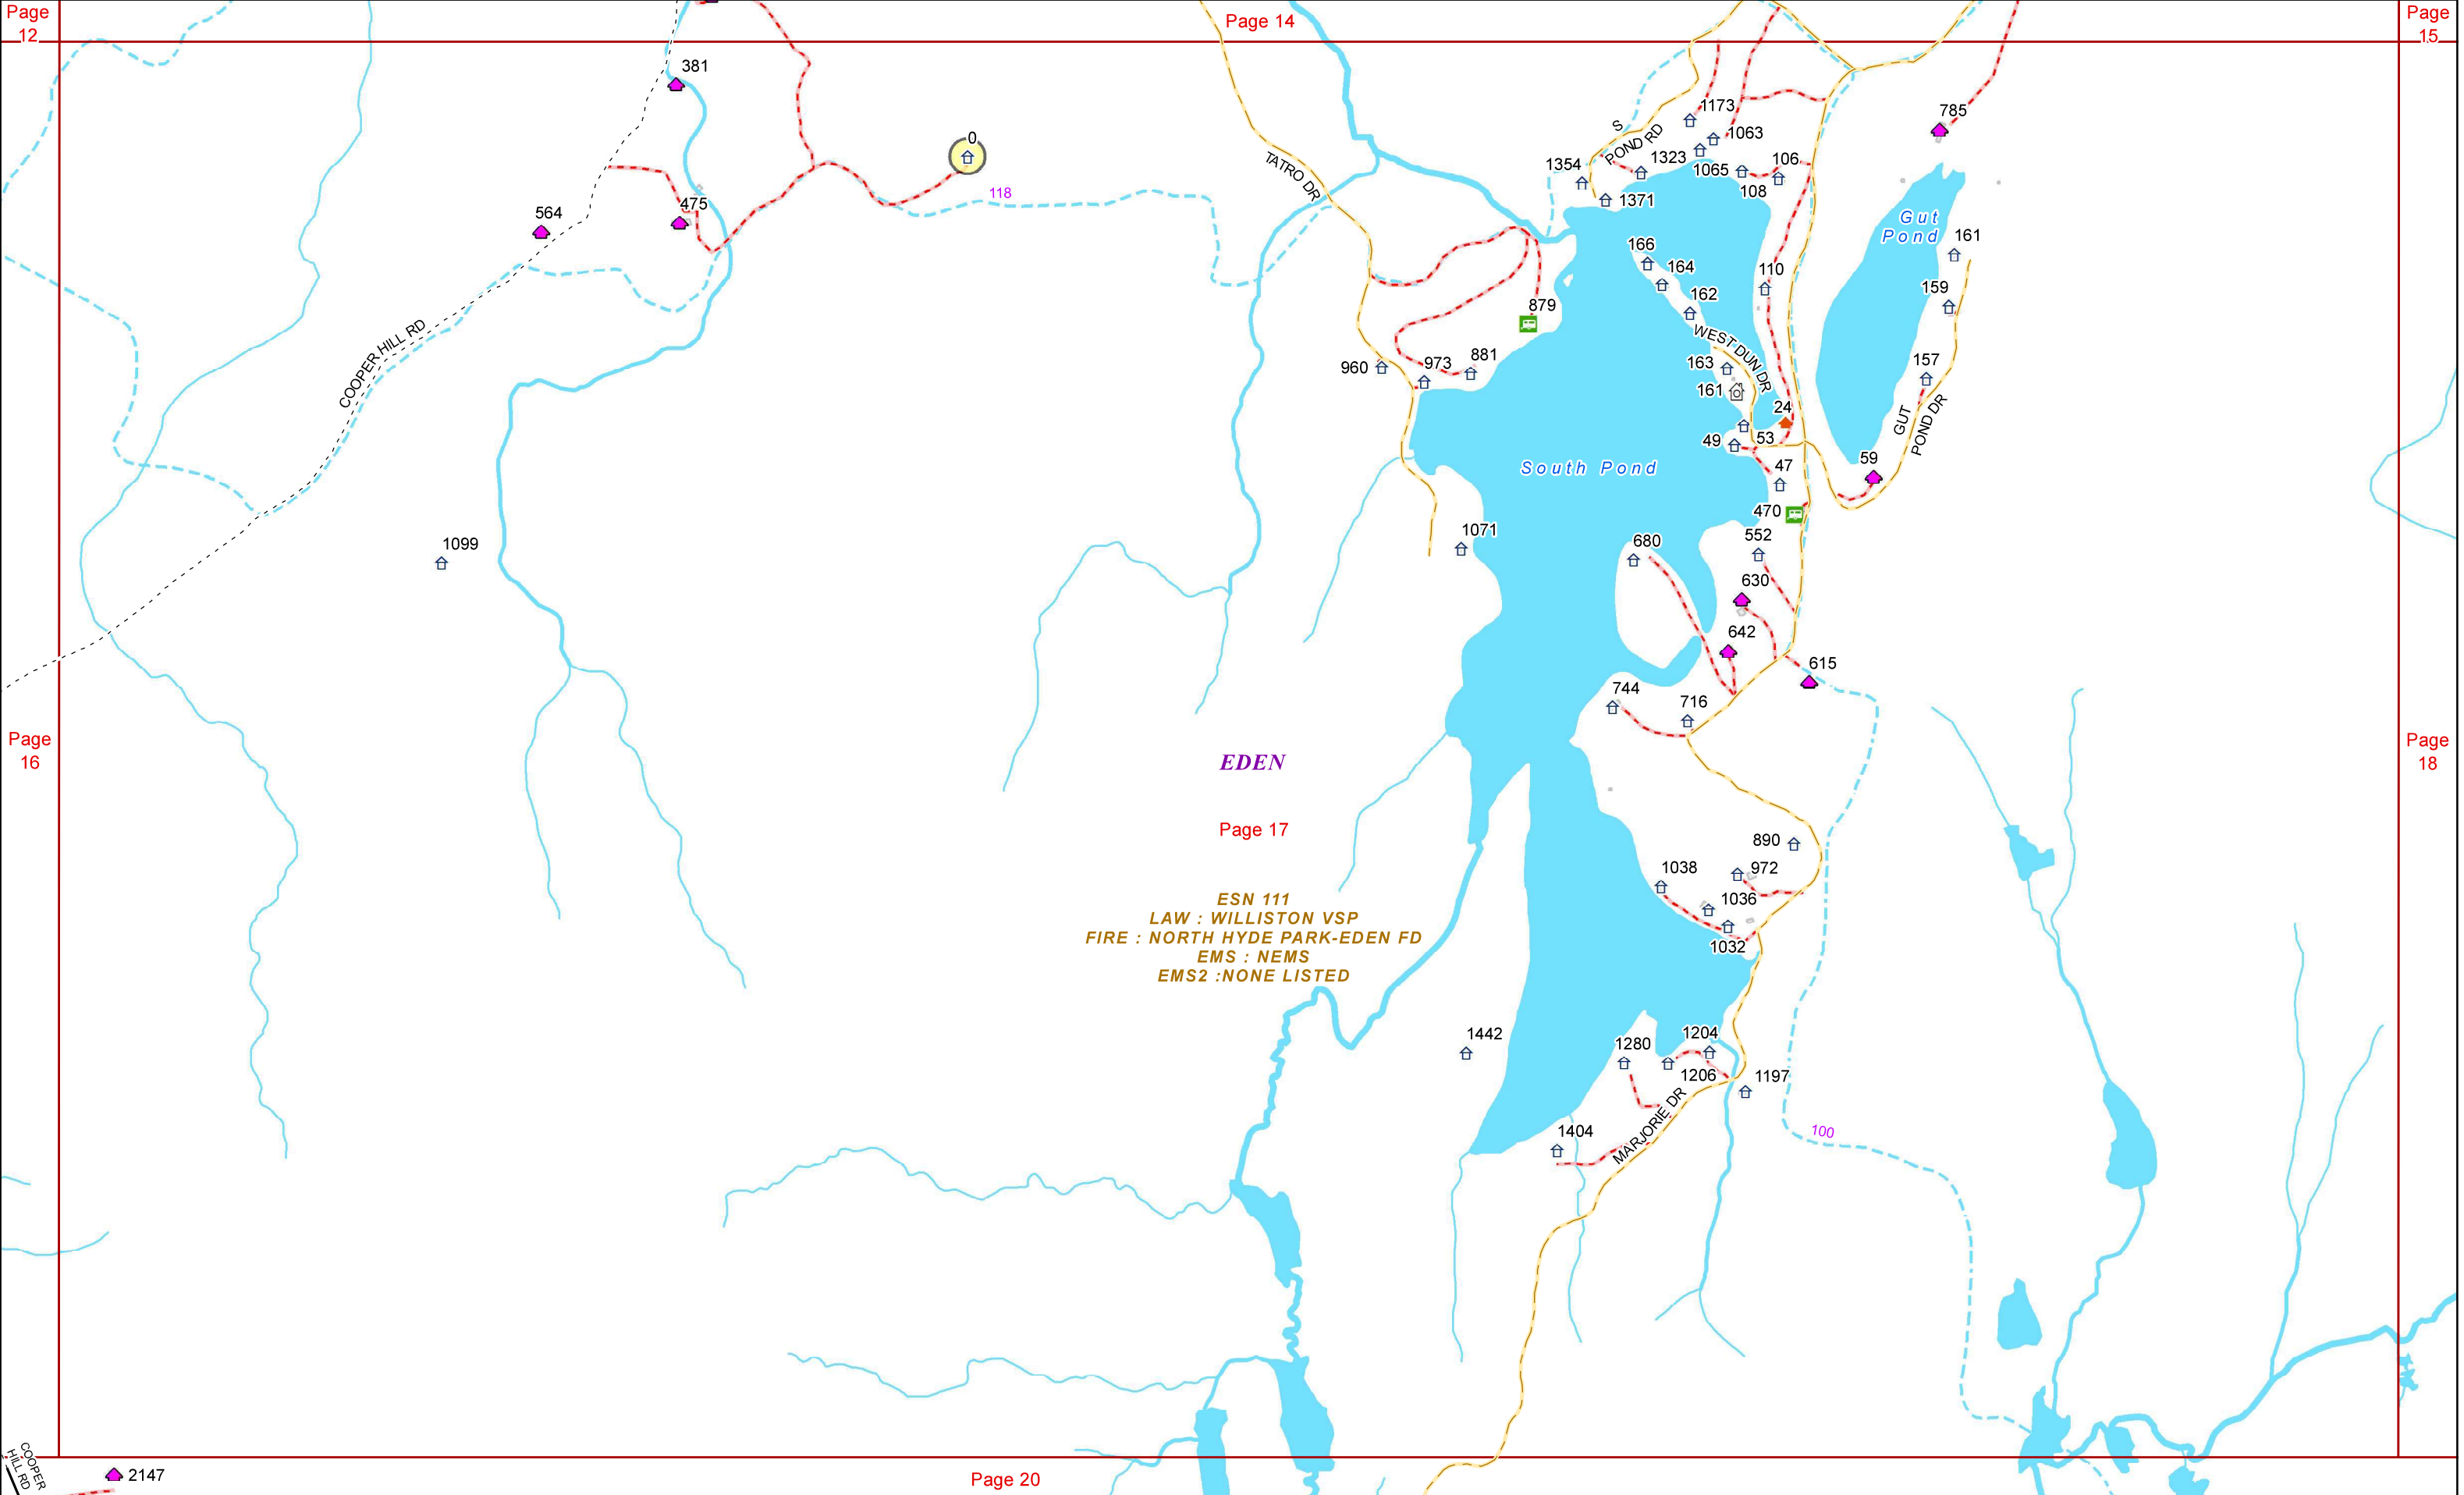 Page
12
Page 14
Page
15
381
0
118
475
564
COOPER HILL RD
1099
TATRO DR
S
POND RD
1173
1063
1354
1323
1065
106
108
1371
785
Gut
Pond
161
159
157
GUT
POND DR
59
166
164
162
110
WEST DUN DR
163
161
24
53
49
47
879
960
973
881
South Pond
470
552
1071
680
630
642
615
744
716
Page
16
EDEN
Page 17
Page
18
ESN 111
LAW : WILLISTON VSP
FIRE : NORTH HYDE PARK-EDEN FD
EMS : NEMS
EMS2 :NONE LISTED
890
972
1038
1036
1032
1442
1280
1204
1206
1197
MARJORIE DR
1404
100
COOPER
HILL RD
2147
Page 20